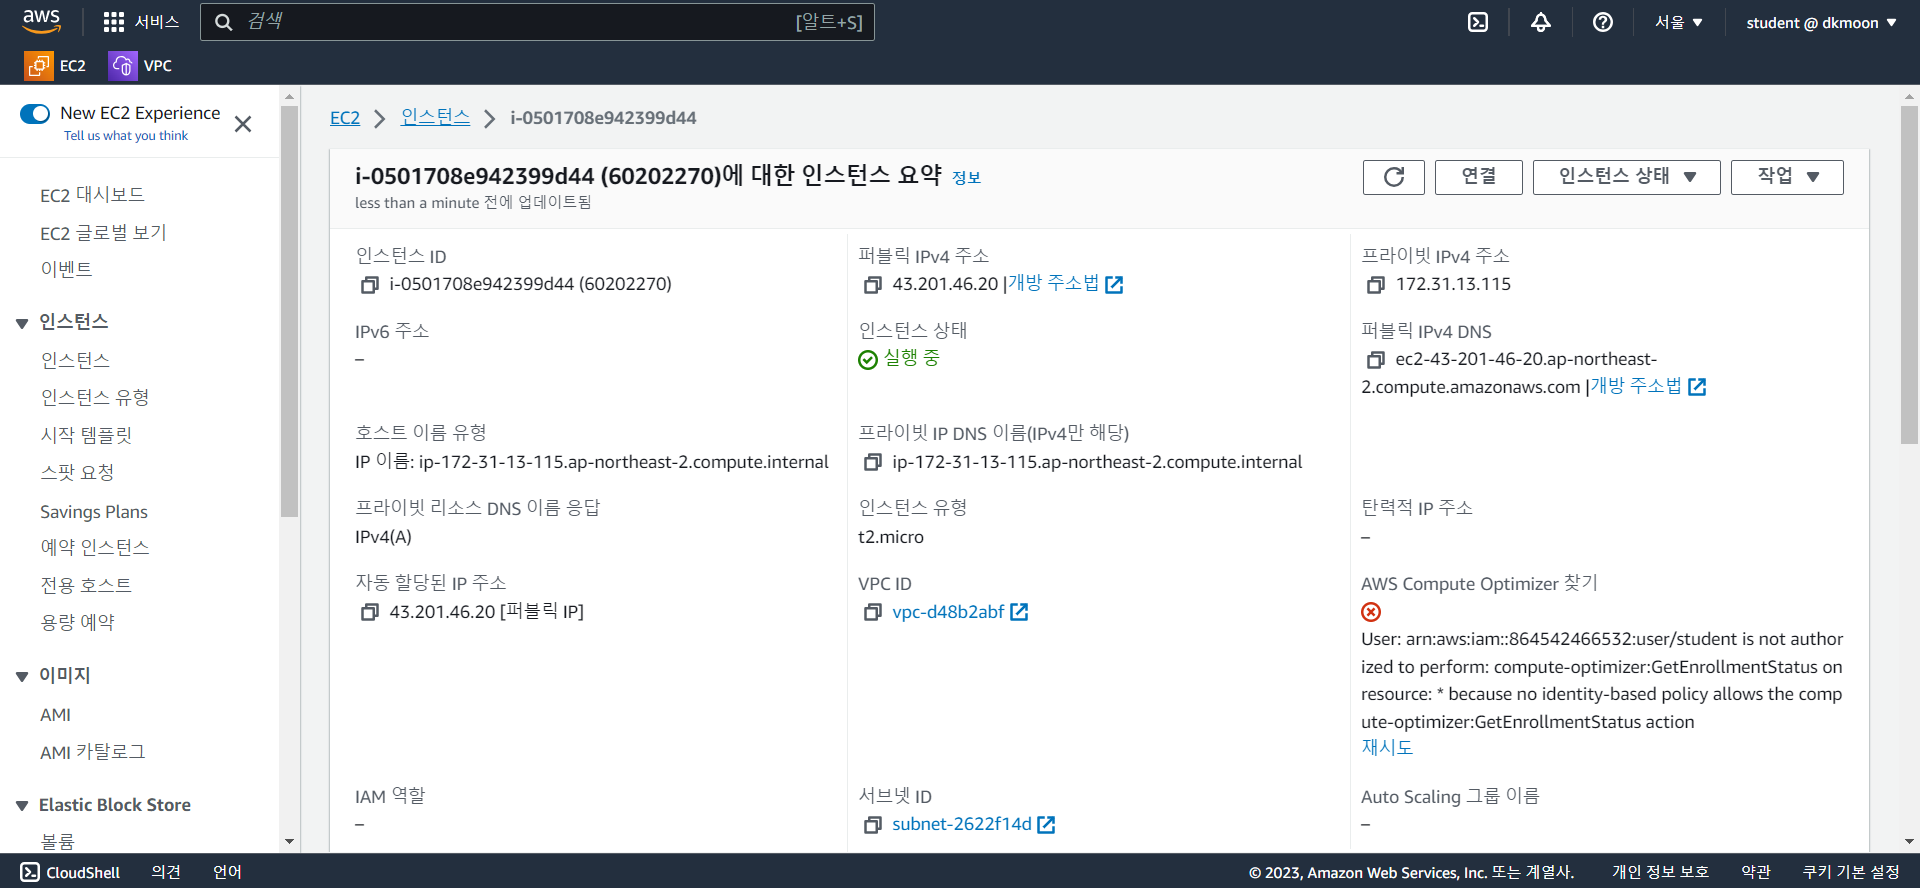 aws
서비스
검색
[알트+S]
서울 ▼
student @ dkmoon ▼
EC2
VPC
New EC2 Experience
Tell us what you think
EC2 대시보드
EC2 글로벌 보기
이벤트
인스턴스
인스턴스
인스턴스 유형
시작 템플릿
스팟 요청
Savings Plans
예약 인스턴스
전용 호스트
용량 예약
이미지
AMI
AMI 카탈로그
Elastic Block Store
볼륨
EC2 > 인스턴스 > i-0501708e942399d44
i-0501708e942399d44 (60202270)에 대한 인스턴스 요약 정보
less than a minute 전에 업데이트됨
연결
인스턴스 상태 ▼
작업 ▼
인스턴스 ID
i-0501708e942399d44 (60202270)
퍼블릭 IPv4 주소
43.201.46.20 |개방 주소법
프라이빗 IPv4 주소
172.31.13.115
IPv6 주소
–
인스턴스 상태
실행 중
퍼블릭 IPv4 DNS
ec2-43-201-46-20.ap-northeast-
2.compute.amazonaws.com |개방 주소법
호스트 이름 유형
IP 이름: ip-172-31-13-115.ap-northeast-2.compute.internal
프라이빗 IP DNS 이름(IPv4만 해당)
ip-172-31-13-115.ap-northeast-2.compute.internal
프라이빗 리소스 DNS 이름 응답
IPv4(A)
인스턴스 유형
t2.micro
탄력적 IP 주소
–
자동 할당된 IP 주소
43.201.46.20 [퍼블릭 IP]
VPC ID
vpc-d48b2abf
AWS Compute Optimizer 찾기
User: arn:aws:iam::864542466532:user/student is not author
ized to perform: compute-optimizer:GetEnrollmentStatus on
resource: * because no identity-based policy allows the comp
ute-optimizer:GetEnrollmentStatus action
재시도
IAM 역할
–
서브넷 ID
subnet-2622f14d
Auto Scaling 그룹 이름
–
CloudShell
의견
언어
© 2023, Amazon Web Services, Inc. 또는 계열사.
개인 정보 보호
약관
쿠키 기본 설정